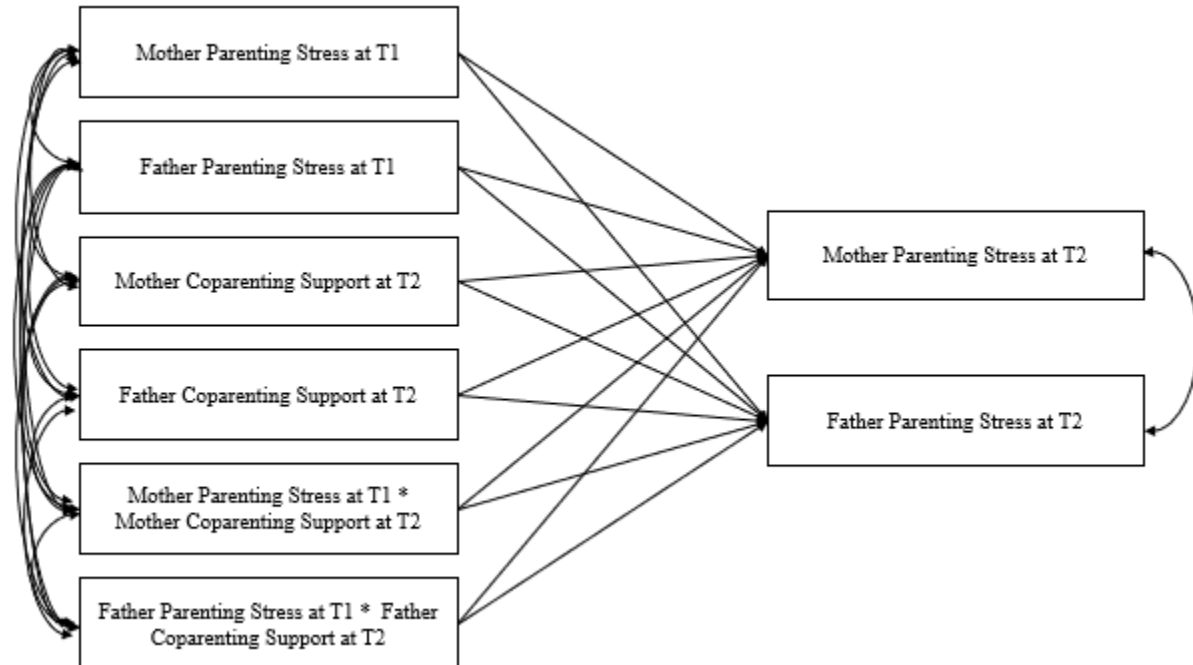 Mother Parenting Stress at T1
Father Parenting Stress at T1
Mother Coparenting Support at T2
Father Coparenting Support at T2
Mother Parenting Stress at T1 *
Mother Coparenting Support at T2
Father Parenting Stress at T1 * Father
Coparenting Support at T2
Mother Parenting Stress at T2
Father Parenting Stress at T2